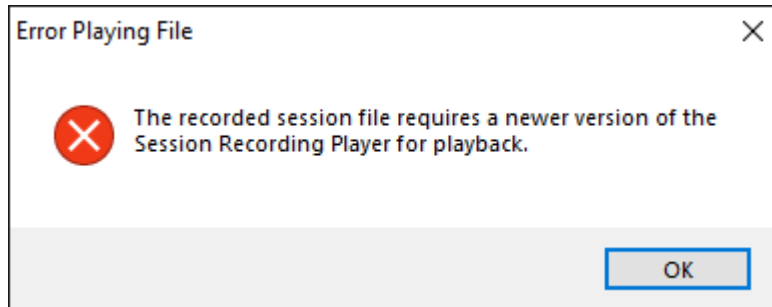 Error Playing File
The recorded session file requires a newer version of the
Session Recording Player for playback.
OK